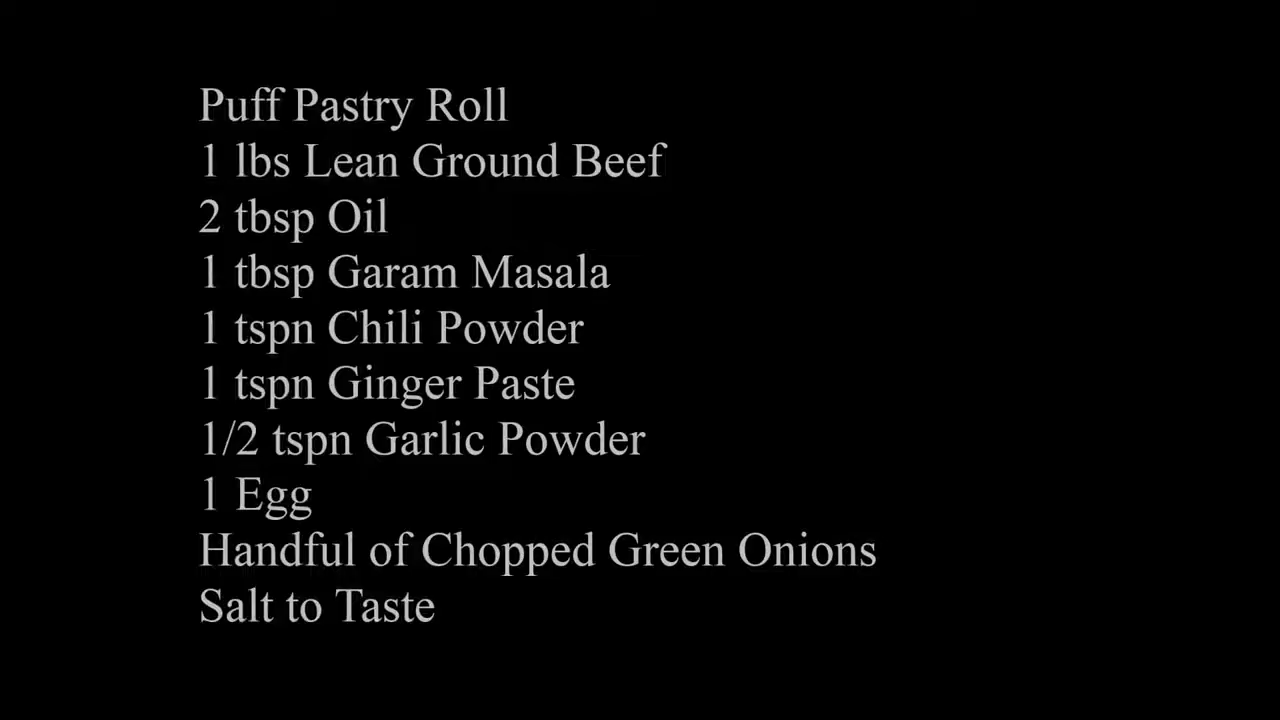 Puff Pastry Roll
1 lbs Lean Ground Beef
2 tbsp Oil
1 tbsp Garam Masala
1 tspn Chili Powder
1 tspn Ginger Paste
1/2 tspn Garlic Powder
1 Egg
Handful of Chopped Green Onions
Salt to Taste